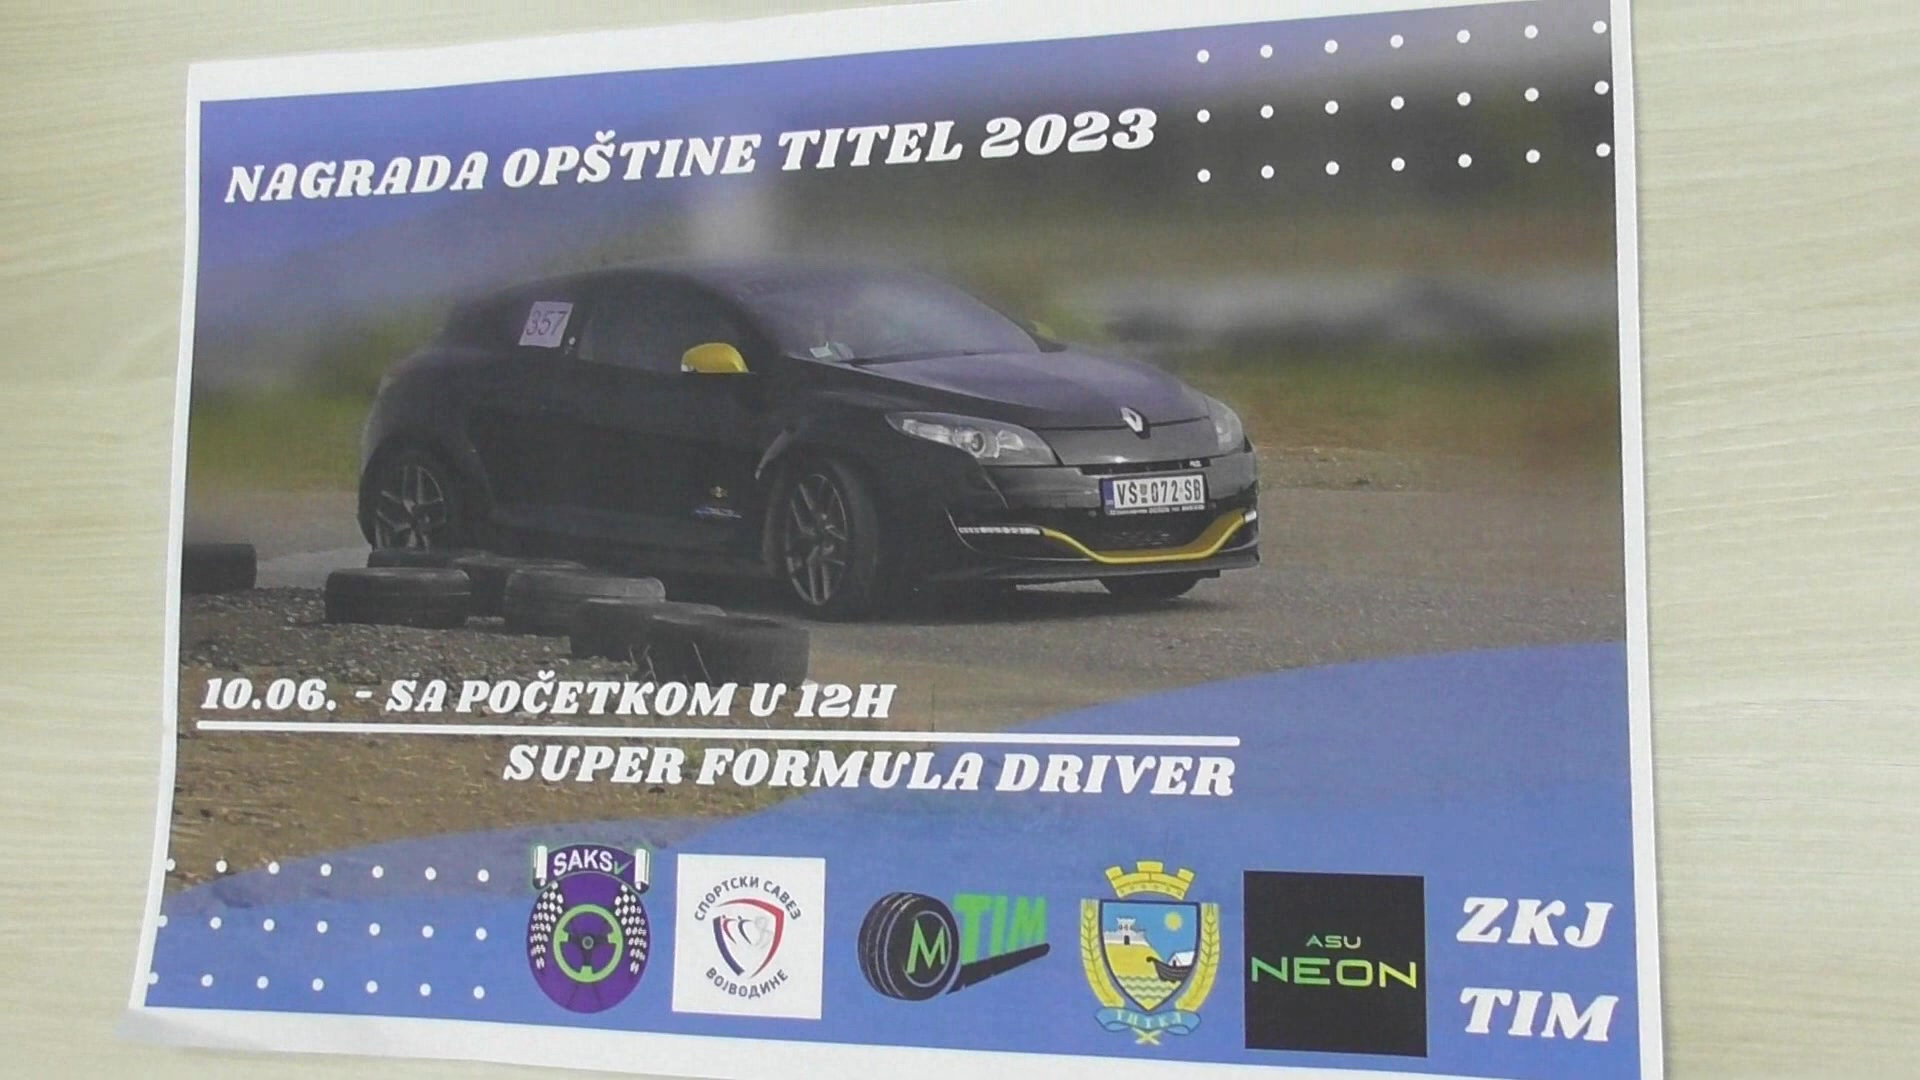 NAGRADA OPŠTINE TITEL 2023
357
VŠ 072 SB
10.06. - SA POČETKOM U 12H
SUPER FORMULA DRIVER
SAKSV
СПОРТСКИ САВЕЗ
ВОЈВОДИНЕ
M TIM
ТИТЕЛ
ASU
NEON
ZKJ
TIM